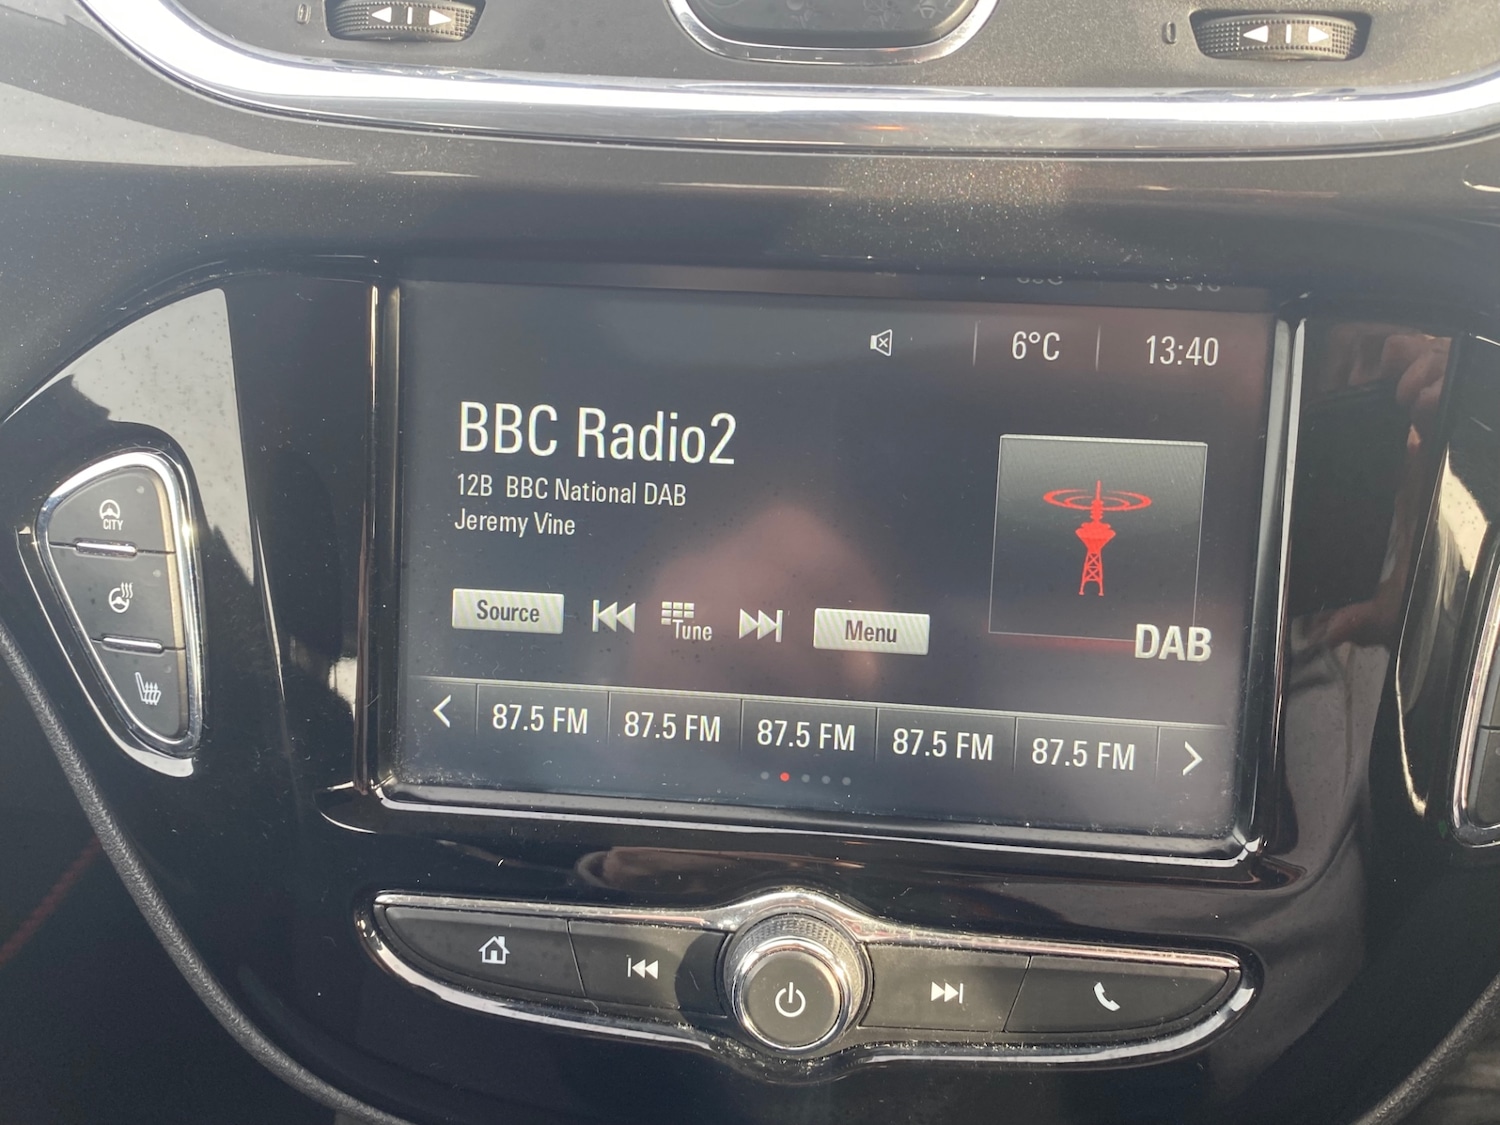 6°C 13:40
BBC Radio2
12B BBC National DAB
Jeremy Vine
Source Tune Menu
DAB
87.5 FM 87.5 FM 87.5 FM 87.5 FM 87.5 FM
CITY